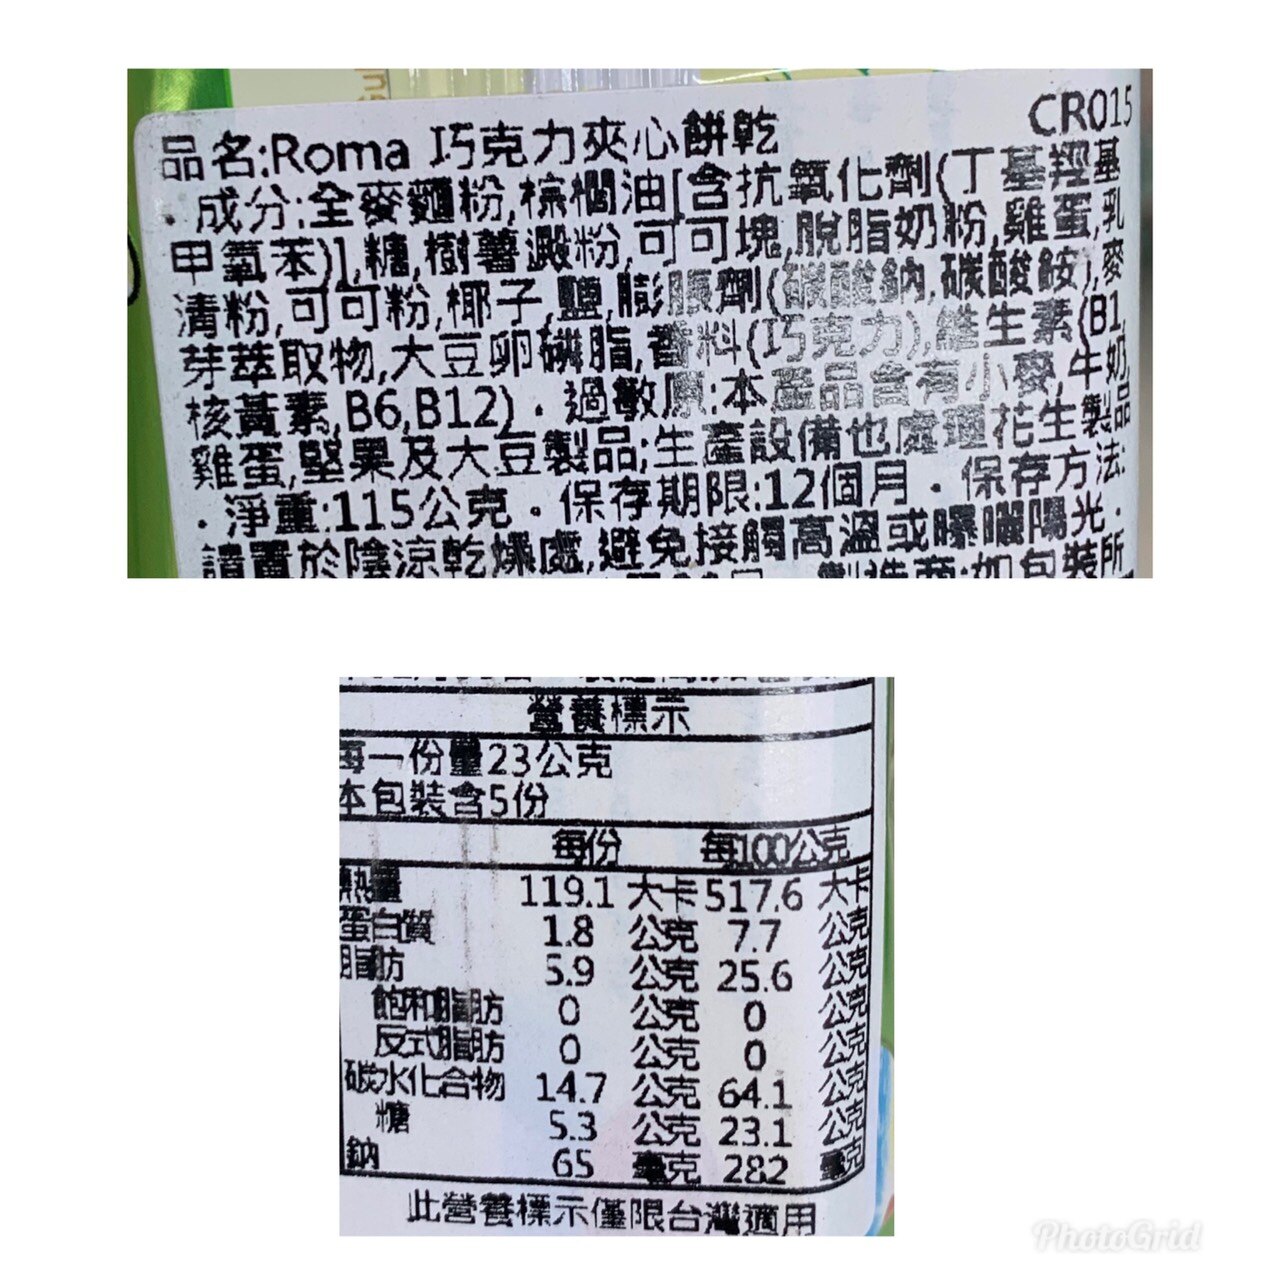 CR015
品名:Roma 巧克力夾心餅乾
．成分:全麥麵粉,棕櫚油[含抗氧化劑(丁基羥基
甲氧苯)],糖,樹薯澱粉,可可塊,脫脂奶粉,雞蛋,乳
清粉,可可粉,椰子,鹽,膨脹劑(碳酸鈉,碳酸銨),麥
芽萃取物,大豆卵磷脂,香料(巧克力),維生素(B1,
核黃素,B6,B12)．過敏原:本產品含有小麥,牛奶,
雞蛋,堅果及大豆製品;生產設備也處理花生製品
．淨重:115公克．保存期限:12個月．保存方法:
請置於陰涼乾燥處,避免接觸高溫或曝曬陽光．
製造商:如包裝所
營養標示
每一份量23公克
本包裝含5份
每份 每100公克
熱量 119.1 大卡 517.6 大卡
蛋白質 1.8 公克 7.7 公克
脂肪 5.9 公克 25.6 公克
飽和脂肪 0 公克 0 公克
反式脂肪 0 公克 0 公克
碳水化合物 14.7 公克 64.1 公克
糖 5.3 公克 23.1 公克
鈉 65 毫克 282 毫克
此營養標示僅限台灣適用
PhotoGrid